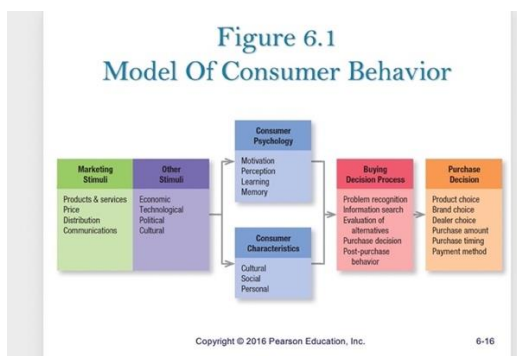 Figure 6.1
Model Of Consumer Behavior
Marketing
Stimuli
Products & services
Price
Distribution
Communications
Other
Stimuli
Economic
Technological
Political
Cultural
Consumer
Psychology
Motivation
Perception
Learning
Memory
Consumer
Characteristics
Cultural
Social
Personal
Buying
Decision Process
Problem recognition
Information search
Evaluation of
alternatives
Purchase decision
Post-purchase
behavior
Purchase
Decision
Product choice
Brand choice
Dealer choice
Purchase amount
Purchase timing
Payment method
Copyright © 2016 Pearson Education, Inc.
6-16